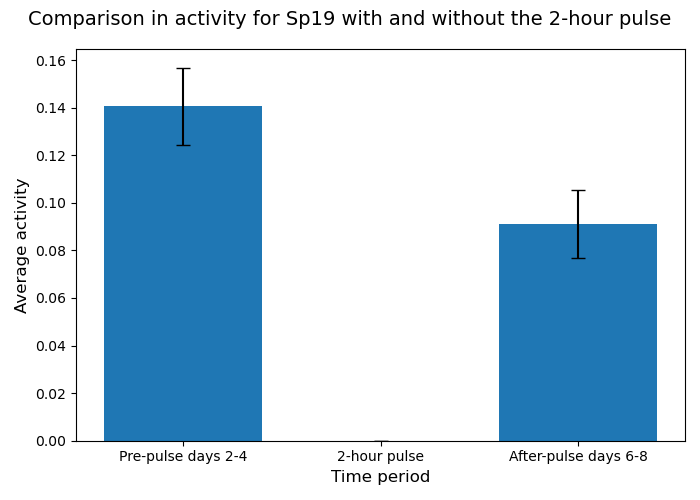 Comparison in activity for Sp19 with and without the 2-hour pulse
0.16
0.14
0.12
0.10
0.08
0.06
0.04
0.02
0.00
Average activity
Pre-pulse days 2-4
2-hour pulse
After-pulse days 6-8
Time period